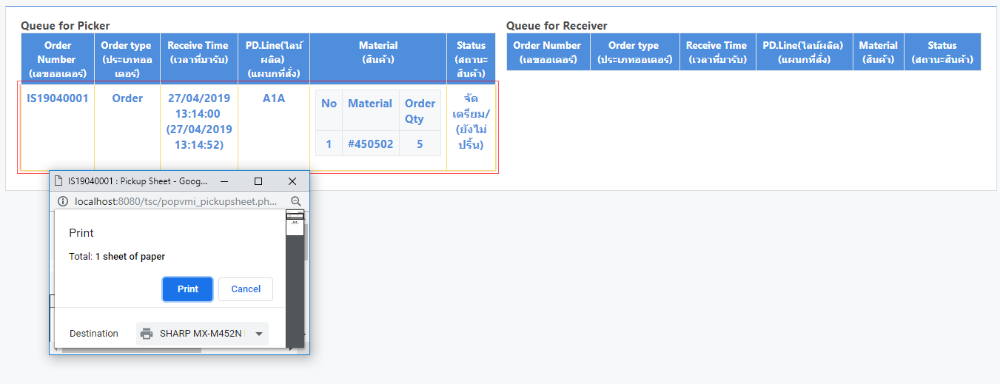 Queue for Picker
Order Number (เลขออเดอร์)
Order type (ประเภทออเดอร์)
Receive Time (เวลาที่มารับ)
PD.Line(ไลน์ผลิต) (แผนกที่สั่ง)
Material (สินค้า)
Status (สถานะสินค้า)
IS19040001
Order
27/04/2019
13:14:00
(27/04/2019
13:14:52)
A1A
No Material Order Qty
1 #450502 5
จัดเตรียม/
(ยังไม่ปริ้น)
Queue for Receiver
Order Number (เลขออเดอร์)
Order type (ประเภทออเดอร์)
Receive Time (เวลาที่มารับ)
PD.Line(ไลน์ผลิต) (แผนกที่สั่ง)
Material (สินค้า)
Status (สถานะสินค้า)
IS19040001 : Pickup Sheet - Goog...
localhost:8080/tsc/popvmi_pickupsheet.ph...
Print
Total: 1 sheet of paper
Print Cancel
Destination SHARP MX-M452N